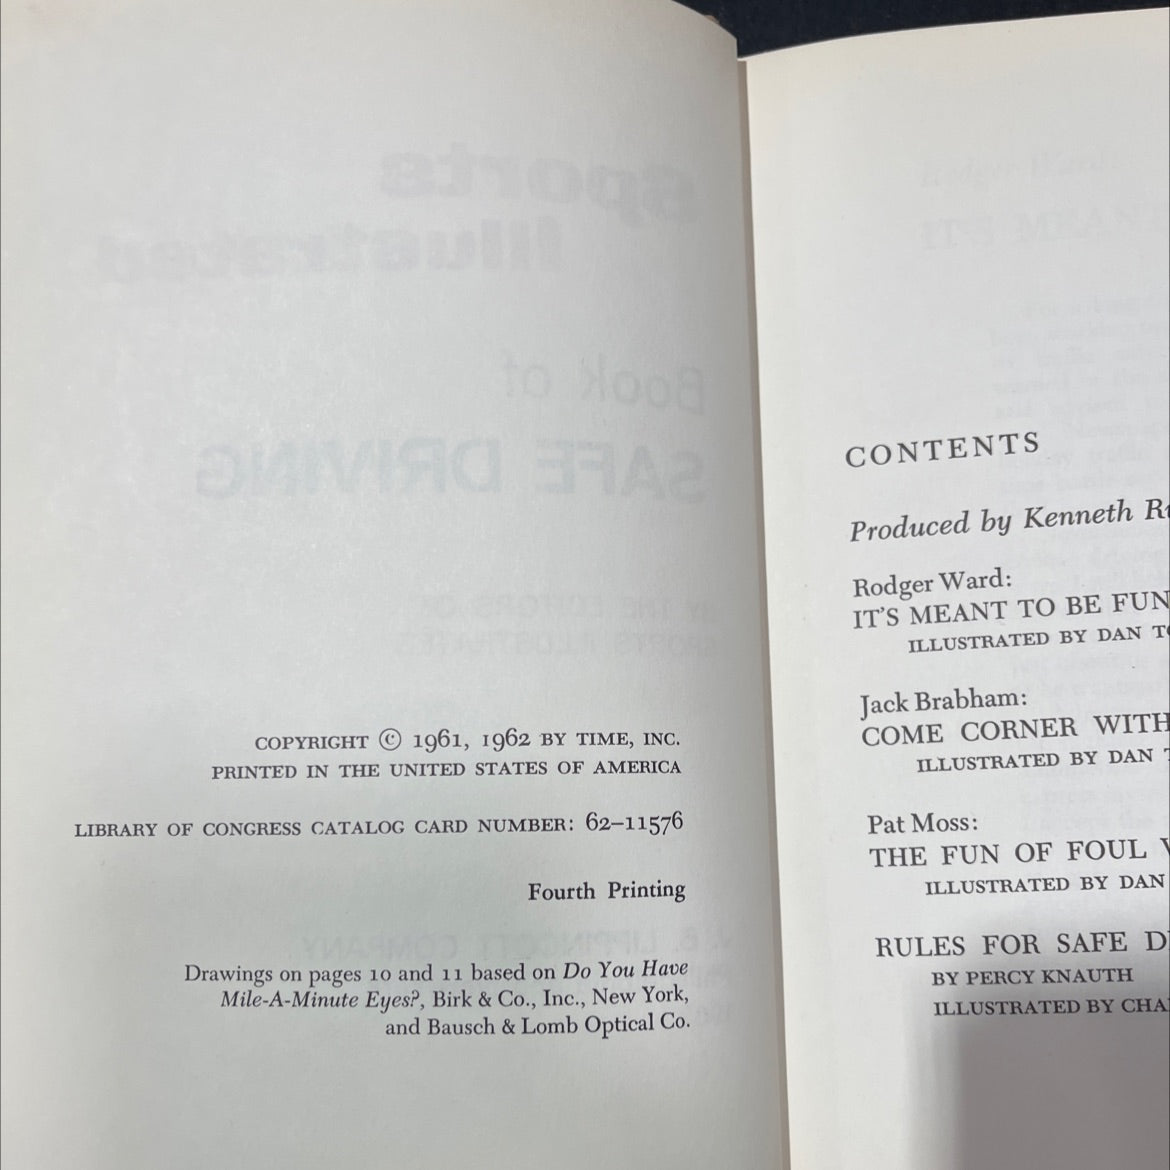 COPYRIGHT © 1961, 1962 BY TIME, INC.
PRINTED IN THE UNITED STATES OF AMERICA
LIBRARY OF CONGRESS CATALOG CARD NUMBER: 62–11576
Fourth Printing
Drawings on pages 10 and 11 based on Do You Have
Mile-A-Minute Eyes?, Birk & Co., Inc., New York,
and Bausch & Lomb Optical Co.
CONTENTS
Produced by Kenneth
Rodger Ward:
IT'S MEANT TO BE FUN
ILLUSTRATED BY DAN
Jack Brabham:
COME CORNER WITH
ILLUSTRATED BY DAN
Pat Moss:
THE FUN OF FOUL
ILLUSTRATED BY DAN
RULES FOR SAFE
BY PERCY KNAUTH
ILLUSTRATED BY